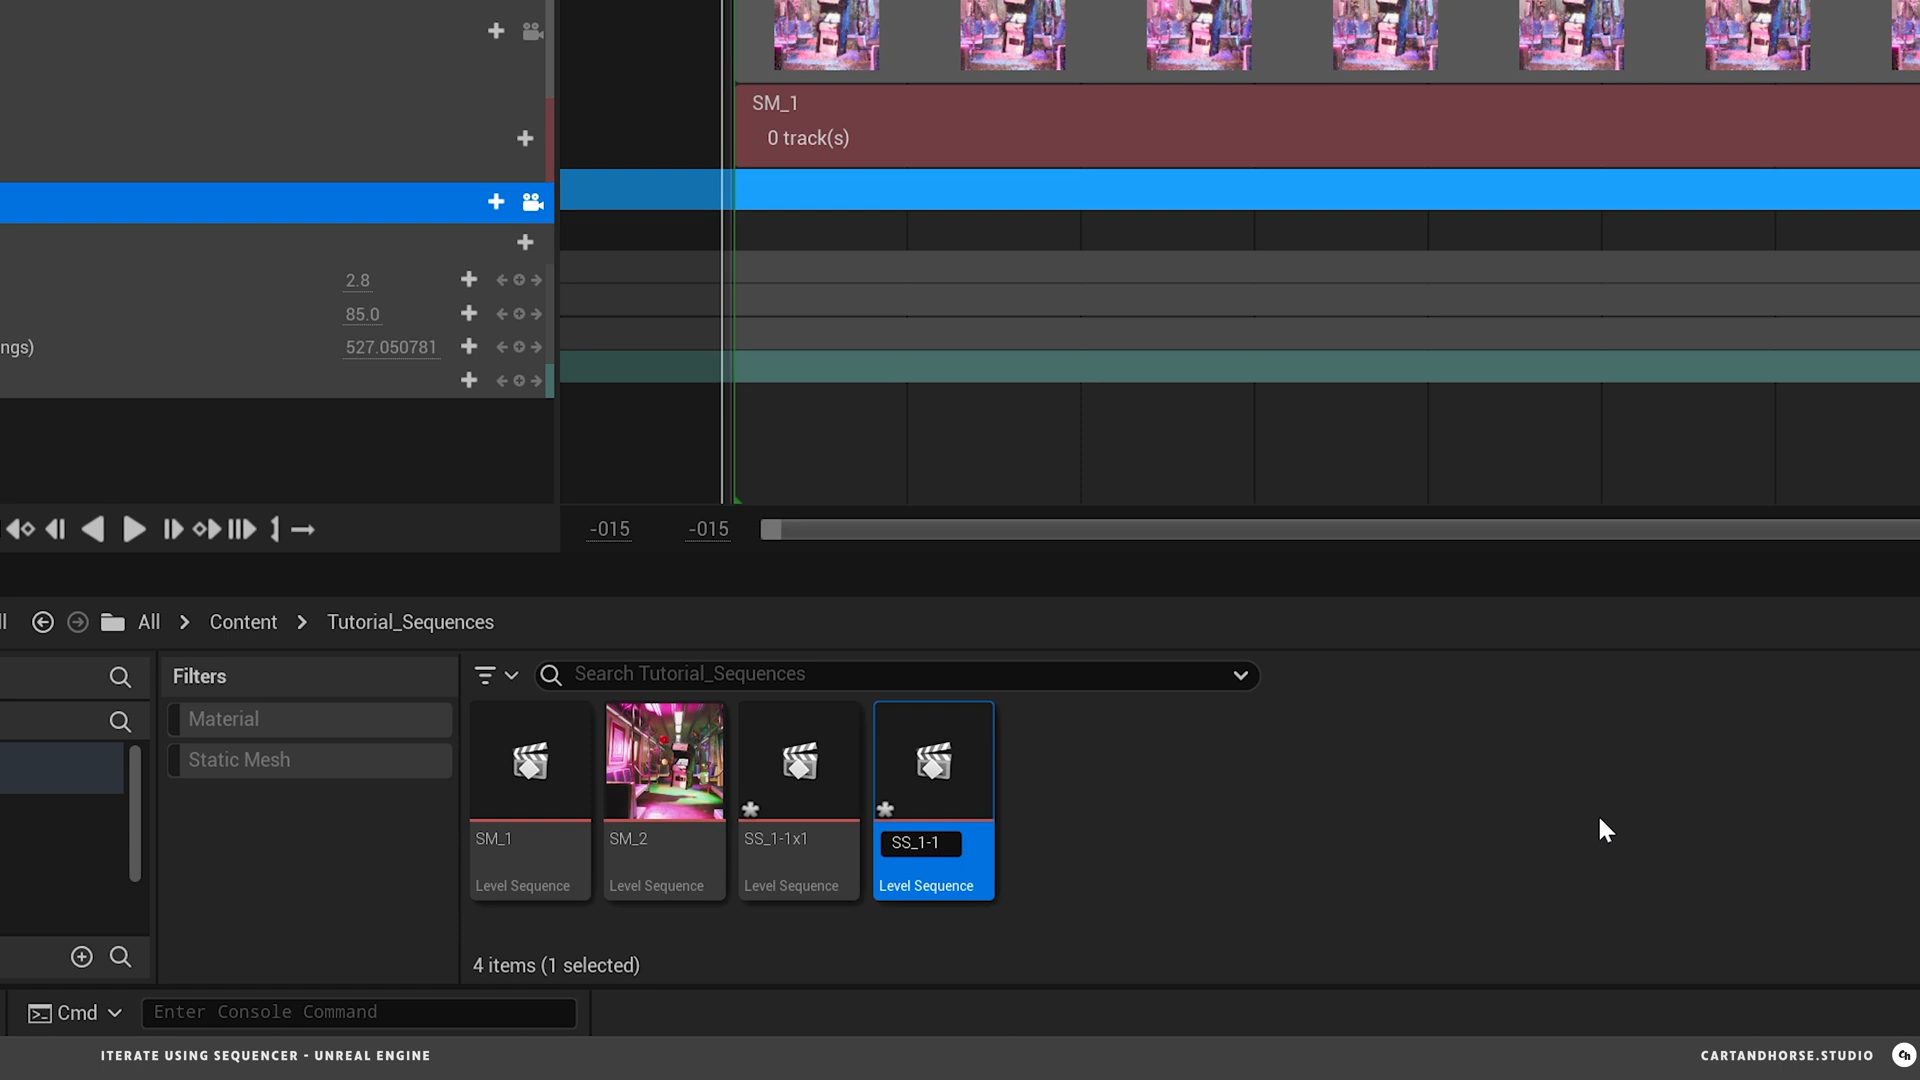 SM_1
0 track(s)
2.8
85.0
ngs)
527.050781
-015
-015
All
Content
Tutorial_Sequences
Filters
Search Tutorial_Sequences
Material
Static Mesh
SM_1
Level Sequence
SM_2
Level Sequence
SS_1-1x1
Level Sequence
SS_1-1
Level Sequence
4 items (1 selected)
Cmd
Enter Console Command
ITERATE USING SEQUENCER - UNREAL ENGINE
CARTANDHORSE.STUDIO